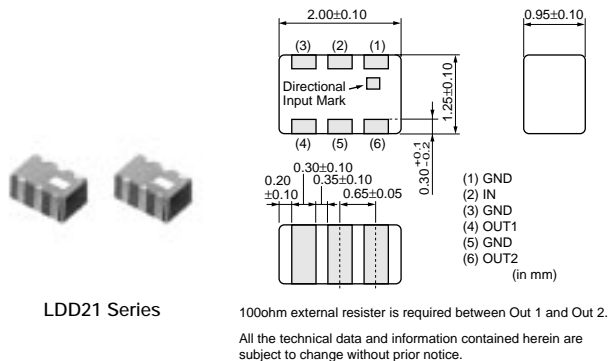 2.00±0.10
0.95±0.10
(3) (2) (1)
Directional
Input Mark
1.25±0.10
(4) (5) (6)
0.30+0.1-0.2
0.30±0.10
0.20
±0.10
0.35±0.10
0.65±0.05
(1) GND
(2) IN
(3) GND
(4) OUT1
(5) GND
(6) OUT2
(in mm)
LDD21 Series
100ohm external resister is required between Out 1 and Out 2.
All the technical data and information contained herein are
subject to change without prior notice.